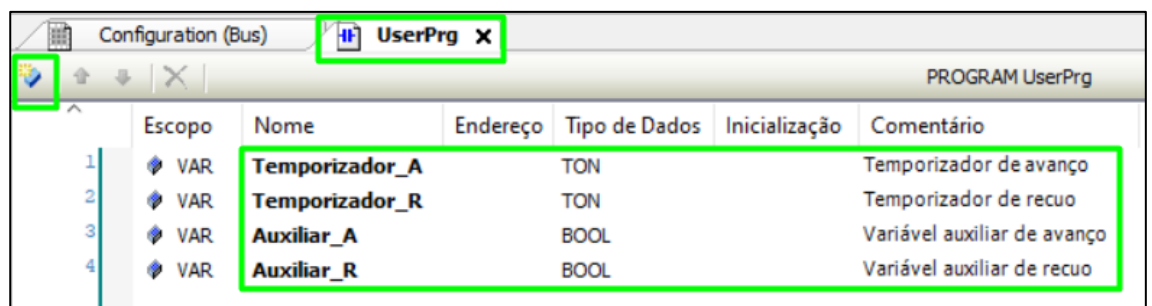 Configuration (Bus) UserPrg
PROGRAM UserPrg
Escopo Nome Endereço Tipo de Dados Inicialização Comentário
1 VAR Temporizador_A TON Temporizador de avanço
2 VAR Temporizador_R TON Temporizador de recuo
3 VAR Auxiliar_A BOOL Variável auxiliar de avanço
4 VAR Auxiliar_R BOOL Variável auxiliar de recuo